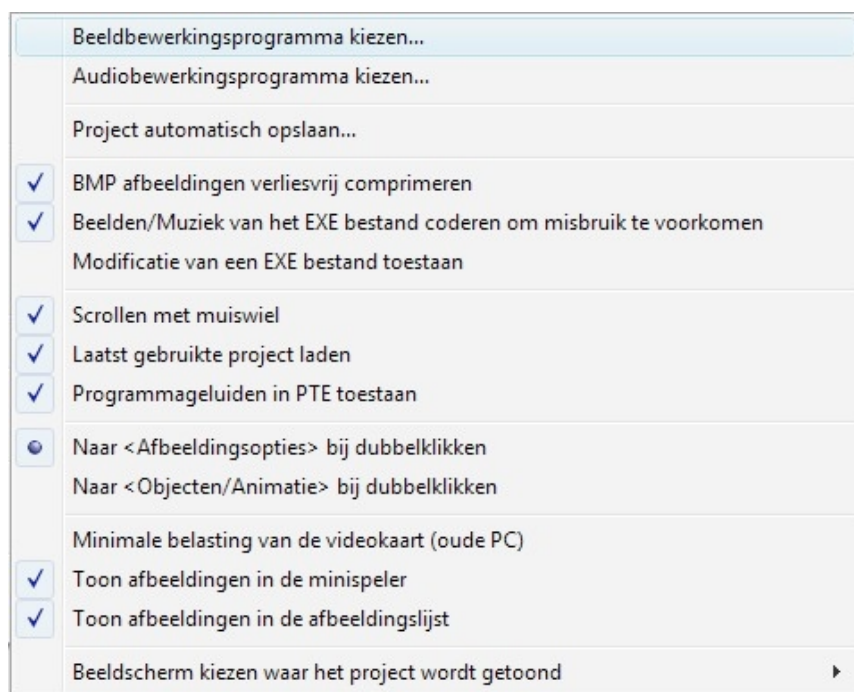 Beeldbewerkingsprogramma kiezen...
Audiobewerkingsprogramma kiezen...
Project automatisch opslaan...
BMP afbeeldingen verliesvrij comprimeren
Beelden/Muziek van het EXE bestand coderen om misbruik te voorkomen
Modificatie van een EXE bestand toestaan
Scrollen met muiswiel
Laatst gebruikte project laden
Programmageluiden in PTE toestaan
Naar <Afbeeldingsopties> bij dubbelklikken
Naar <Objecten/Animatie> bij dubbelklikken
Minimale belasting van de videokaart (oude PC)
Toon afbeeldingen in de minispeler
Toon afbeeldingen in de afbeeldingslijst
Beeldscherm kiezen waar het project wordt getoond